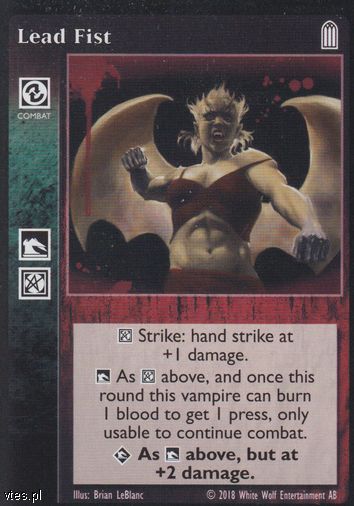 Lead Fist
COMBAT
Strike: hand strike at
+1 damage.
As above, and once this
round this vampire can burn
1 blood to get 1 press, only
usable to continue combat.
As above, but at
+2 damage.
vtes.pl
Illus: Brian LeBlanc
© 2018 White Wolf Entertainment AB